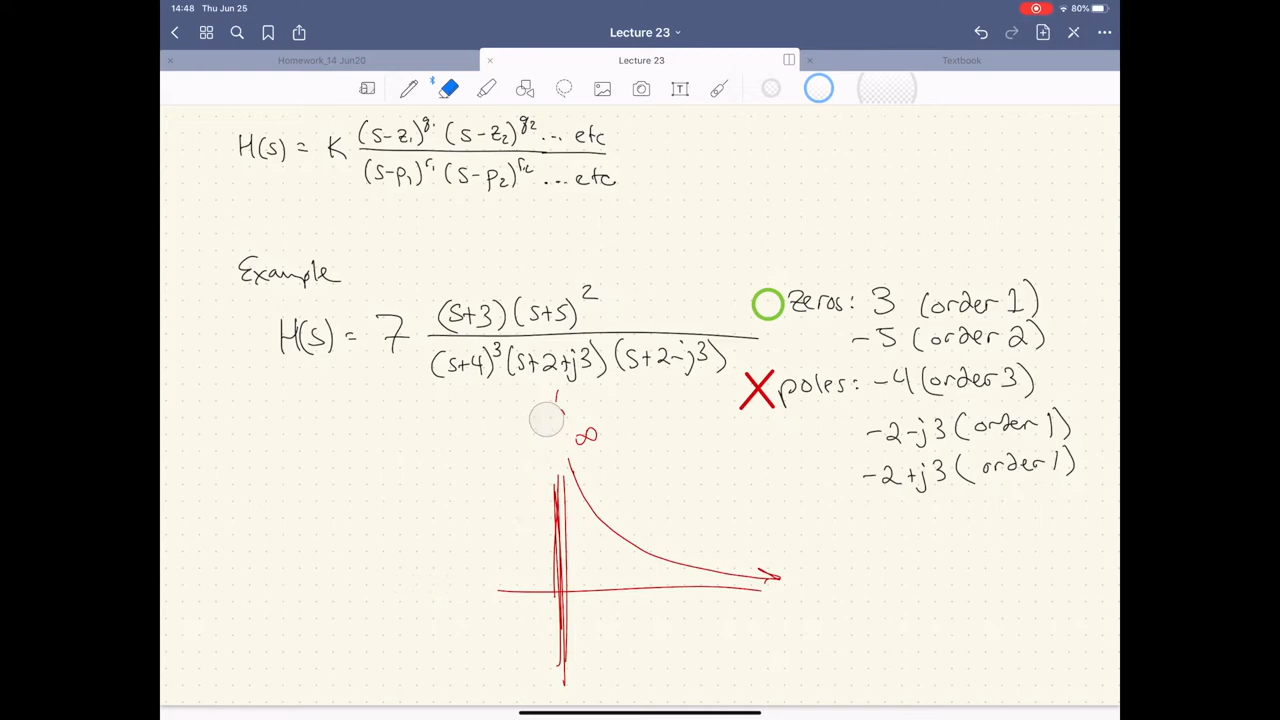 14:48 Thu Jun 25
80%
Lecture 23
Homework_14 Jun20
Lecture 23
Textbook
H(s) = K (s-z₁)^q₁ (s-z₂)^q₂ ... etc
(s-p₁)^r₁ (s-p₂)^r₂ ... etc
Example
H(s) = 7 (s+3)(s+5)²
(s+4)³(s+2+j3)(s+2-j3)
zeros: 3 (order 1)
-5 (order 2)
poles: -4 (order 3)
-2-j3 (order 1)
-2+j3 (order 1)
∞